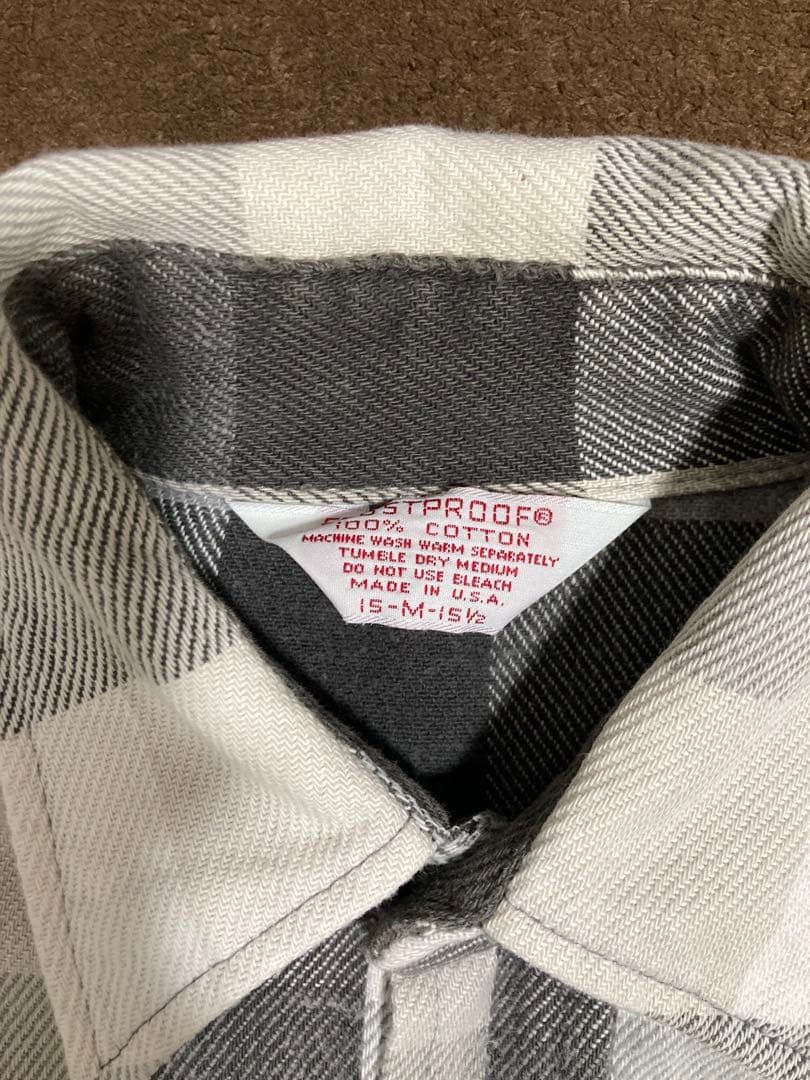 STPROOF®
100% COTTON
MACHINE WASH WARM SEPARATELY
TUMBLE DRY MEDIUM
DO NOT USE BLEACH
MADE IN U.S.A.
15-M-15½